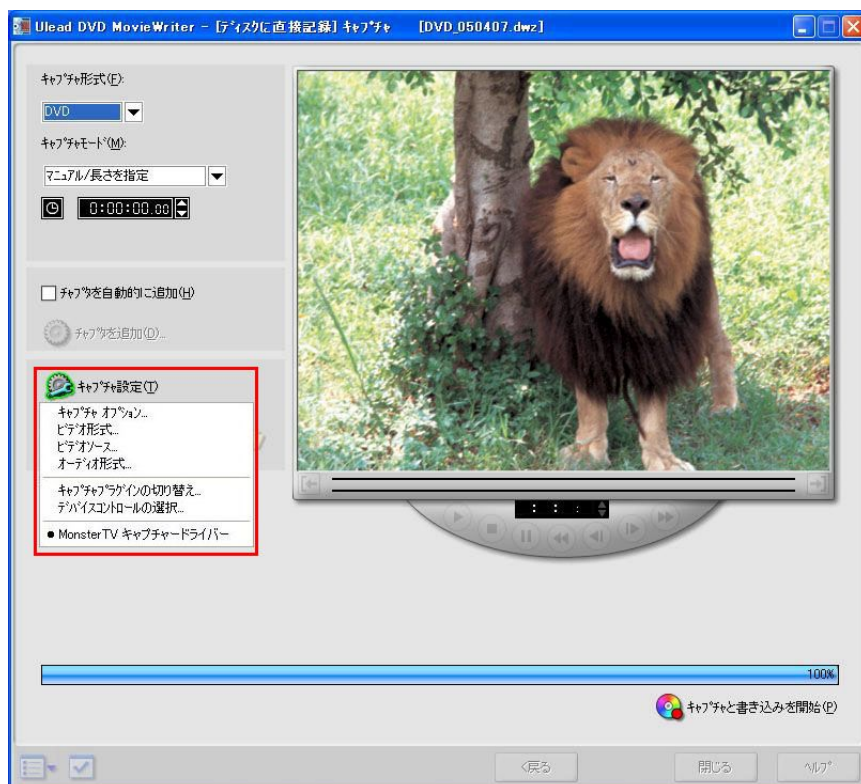 Ulead DVD MovieWriter - [ディスクに直接記録] キャプチャ [DVD_050407.dwz]
キャプチャ形式(F):
DVD
キャプチャモード(M):
マニュアル/長さを指定
0:00:00.00
チャプタを自動的に追加(H)
チャプタを追加(D)...
キャプチャ設定(T)
キャプチャ オプション...
ビデオ形式...
ビデオソース...
オーディオ形式...
キャプチャプラグインの切り替え...
デバイスコントロールの選択...
● MonsterTV キャプチャードライバー
: : :
100%
キャプチャと書き込みを開始(P)
<戻る
閉じる
ヘルプ